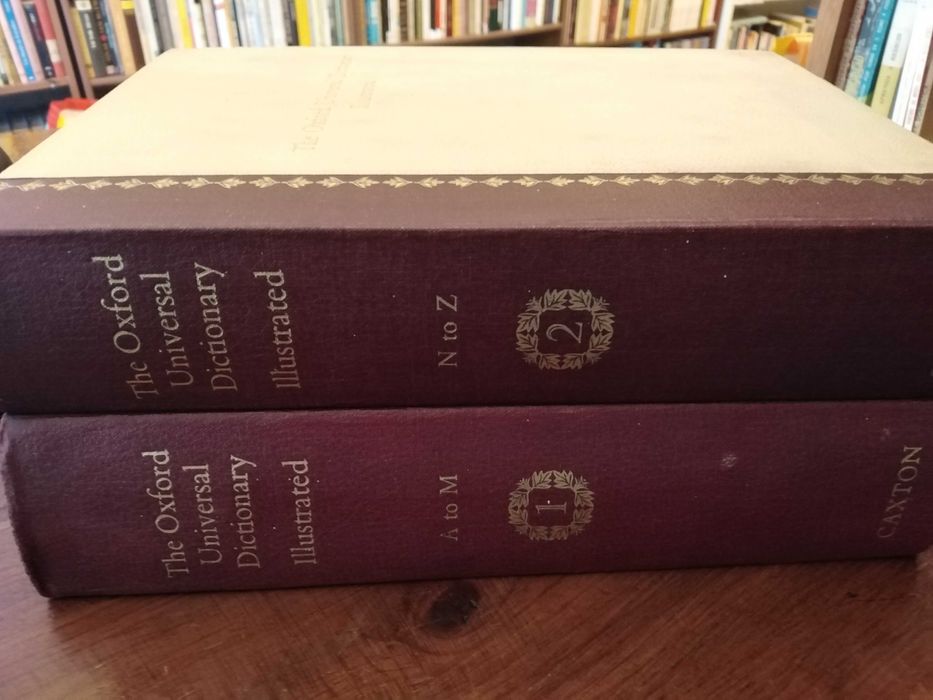 The Oxford
Universal
Dictionary
Illustrated
N to Z
2
The Oxford
Universal
Dictionary
Illustrated
A to M
1
CAXTON